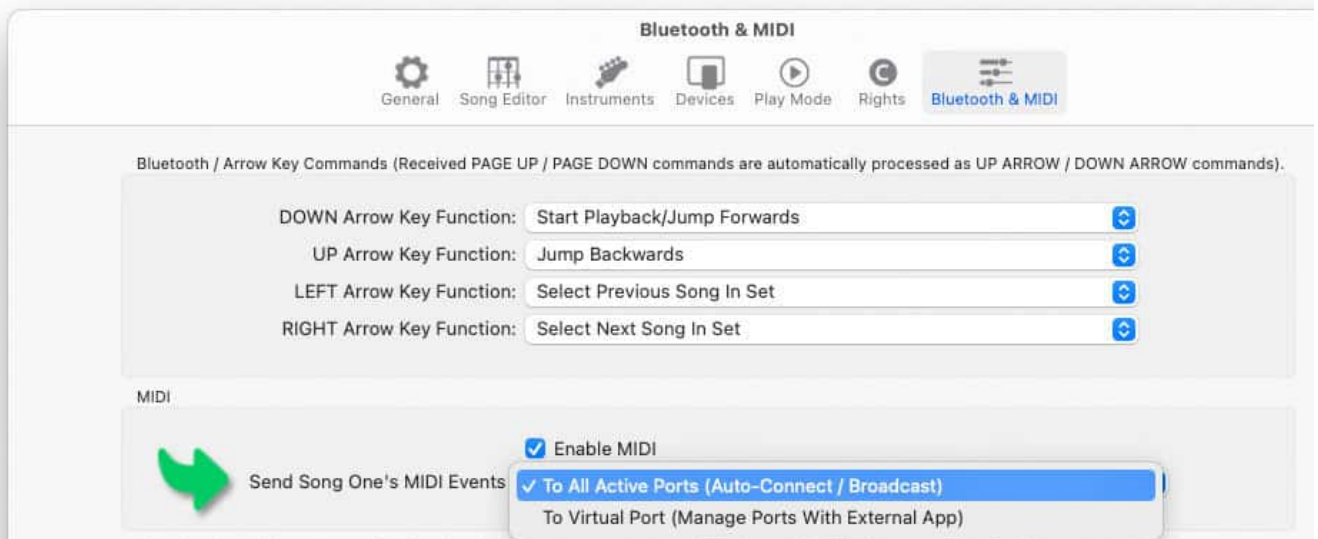 Bluetooth & MIDI
General Song Editor Instruments Devices Play Mode Rights Bluetooth & MIDI
Bluetooth / Arrow Key Commands (Received PAGE UP / PAGE DOWN commands are automatically processed as UP ARROW / DOWN ARROW commands).
DOWN Arrow Key Function: Start Playback/Jump Forwards
UP Arrow Key Function: Jump Backwards
LEFT Arrow Key Function: Select Previous Song In Set
RIGHT Arrow Key Function: Select Next Song In Set
MIDI
Enable MIDI
Send Song One's MIDI Events ✓ To All Active Ports (Auto-Connect / Broadcast)
To Virtual Port (Manage Ports With External App)